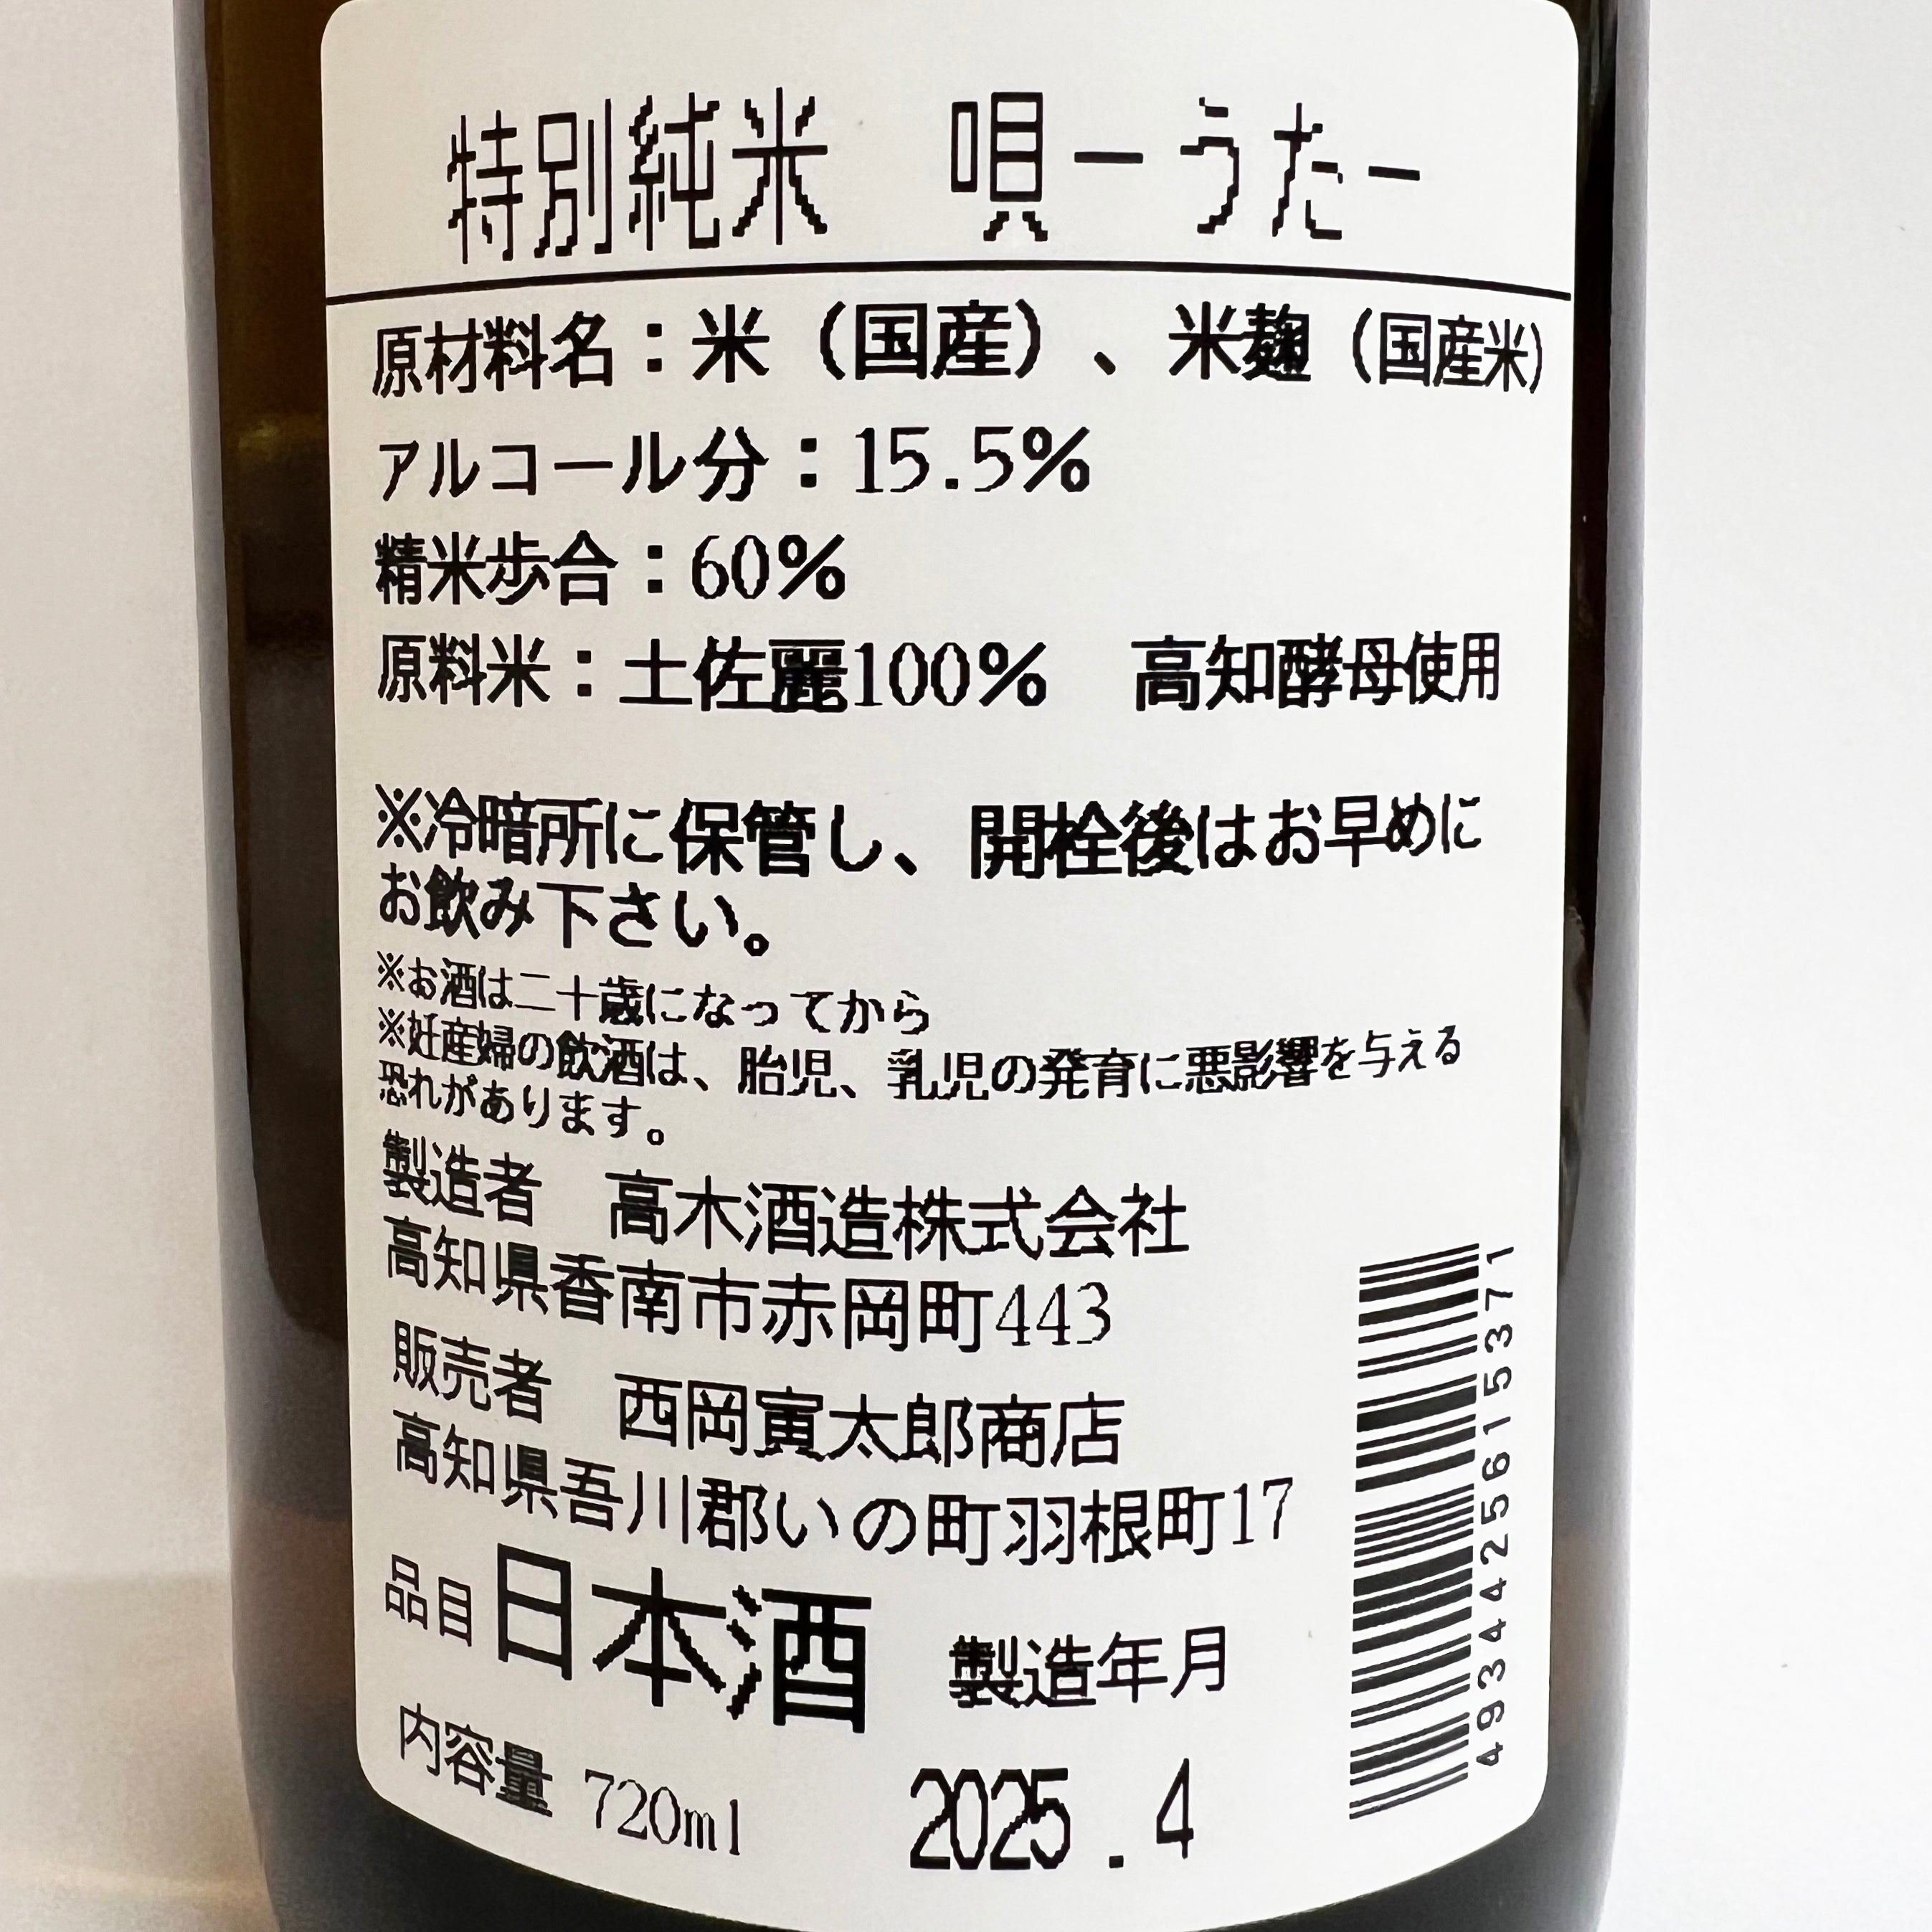 特別純米　唄ーうたー
原材料名：米（国産）、米麹（国産米）
アルコール分：15.5%
精米歩合：60%
原料米：土佐麗100%　高知酵母使用
※冷暗所に保管し、開栓後はお早めに
お飲み下さい。
※お酒は二十歳になってから
※妊産婦の飲酒は、胎児、乳児の発育に悪影響を与える
恐れがあります。
製造者　高木酒造株式会社
高知県香南市赤岡町443
販売者　西岡寅太郎商店
高知県吾川郡いの町羽根町17
品目 日本酒　製造年月
内容量 720ml　2025.4
4934425615371